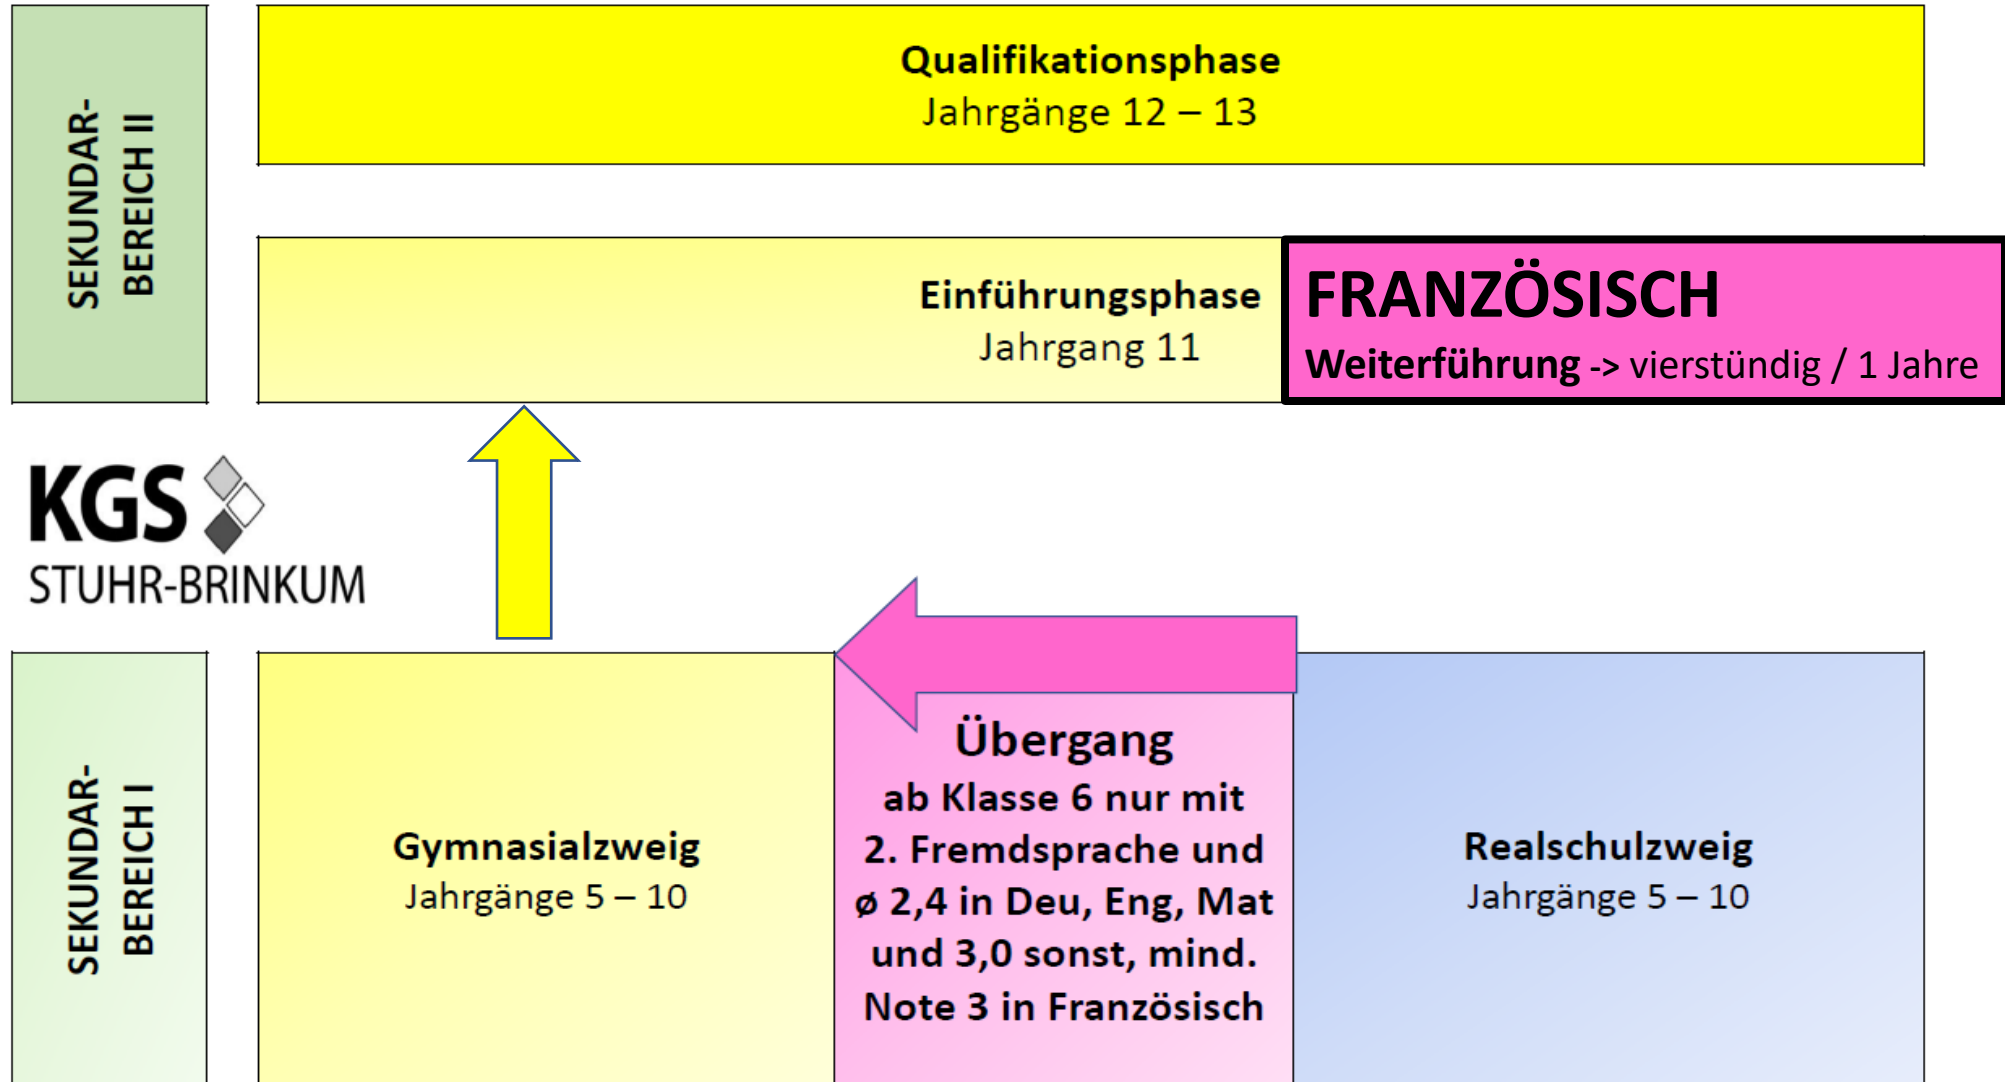 SEKUNDAR-
BEREICH II
Qualifikationsphase
Jahrgänge 12 – 13
Einführungsphase
Jahrgang 11
FRANZÖSISCH
Weiterführung -> vierstündig / 1 Jahre
KGS
STUHR-BRINKUM
SEKUNDAR-
BEREICH I
Gymnasialzweig
Jahrgänge 5 – 10
Übergang
ab Klasse 6 nur mit
2. Fremdsprache und
ø 2,4 in Deu, Eng, Mat
und 3,0 sonst, mind.
Note 3 in Französisch
Realschulzweig
Jahrgänge 5 – 10